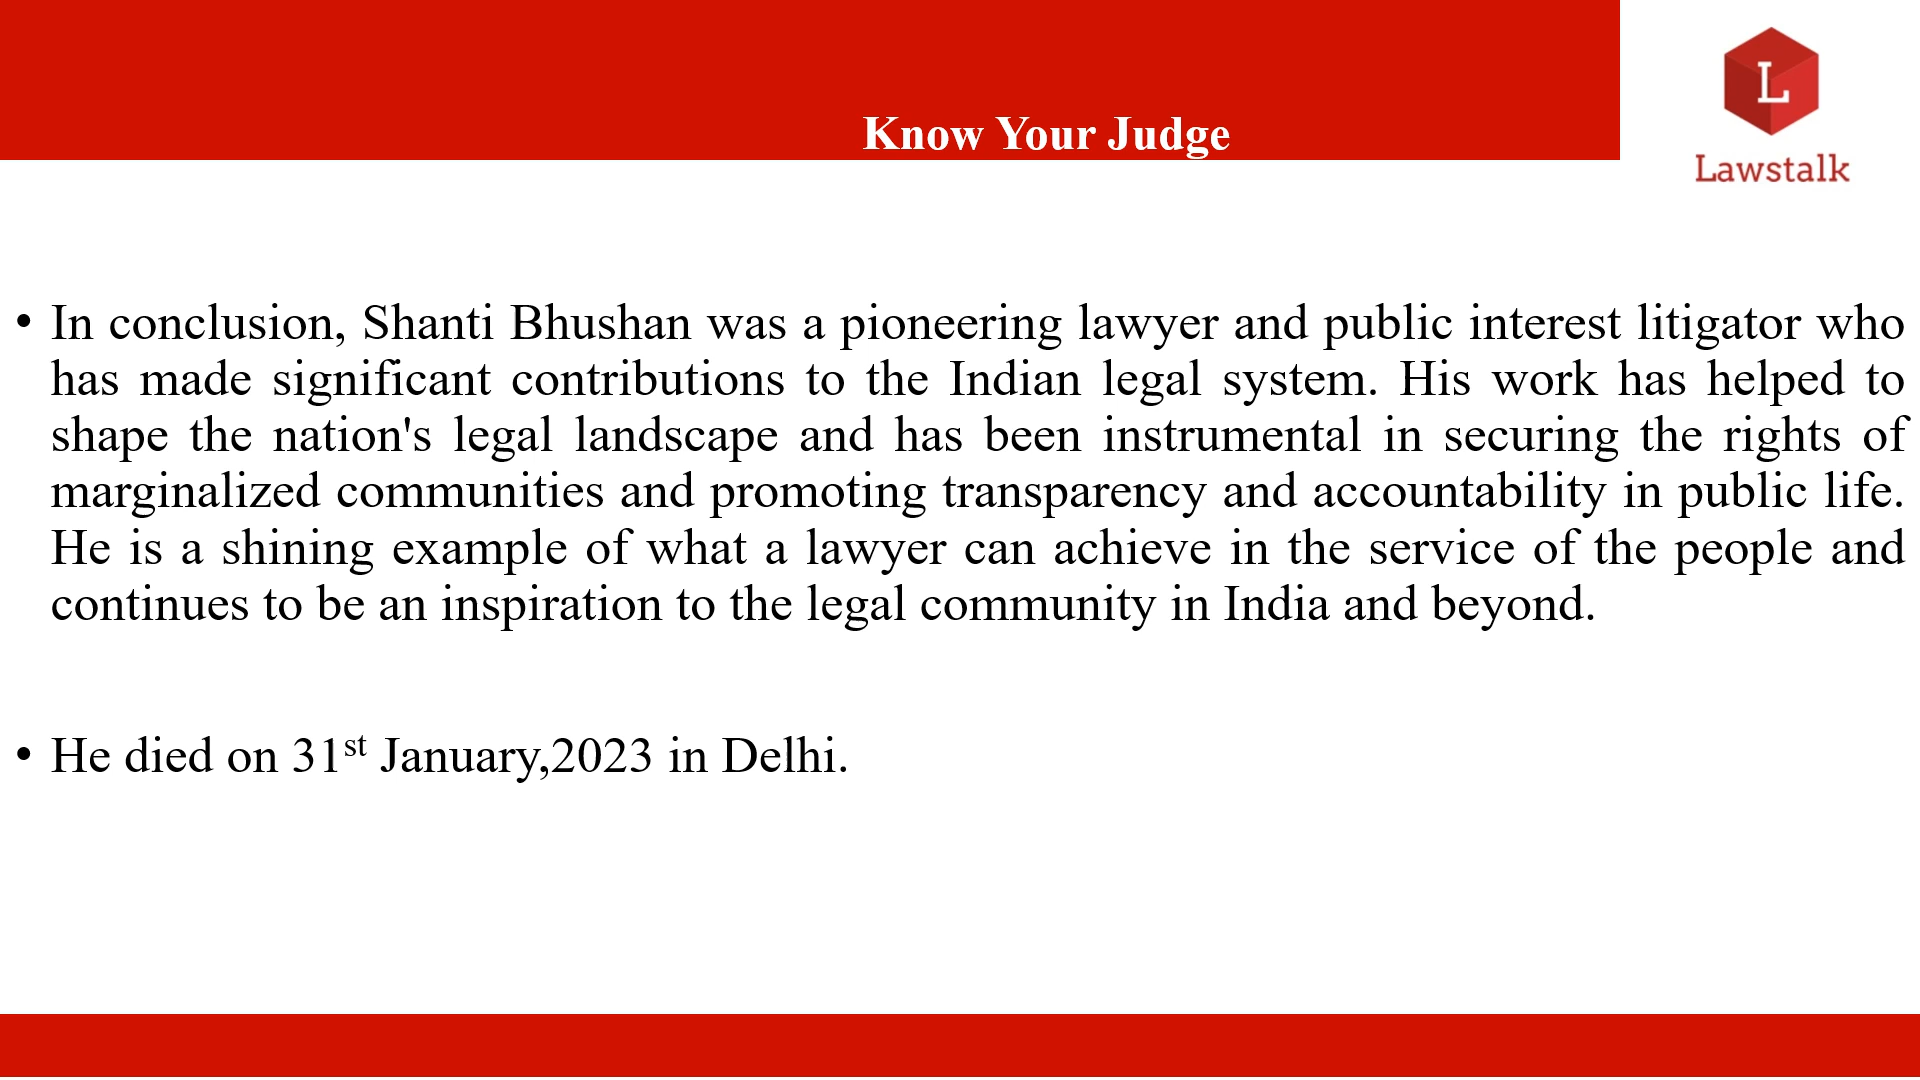 Know Your Judge
L
Lawstalk
• In conclusion, Shanti Bhushan was a pioneering lawyer and public interest litigator who
has made significant contributions to the Indian legal system. His work has helped to
shape the nation's legal landscape and has been instrumental in securing the rights of
marginalized communities and promoting transparency and accountability in public life.
He is a shining example of what a lawyer can achieve in the service of the people and
continues to be an inspiration to the legal community in India and beyond.
• He died on 31st January,2023 in Delhi.